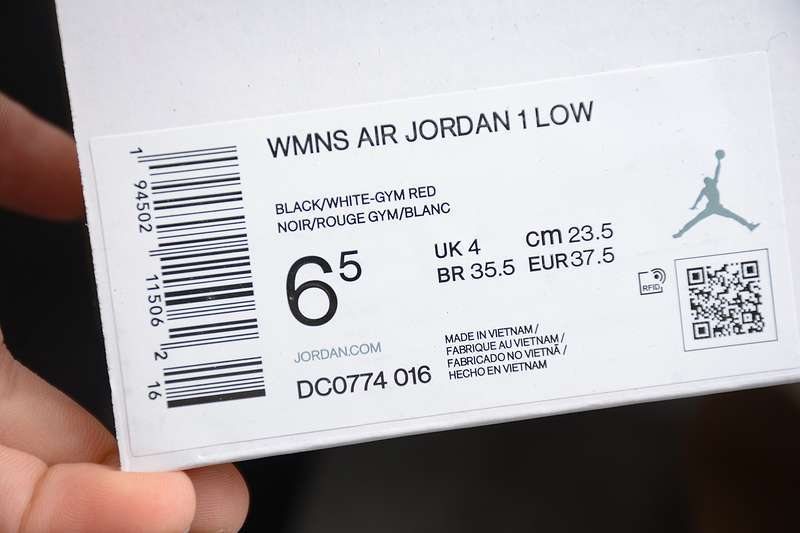 WMNS AIR JORDAN 1 LOW
BLACK/WHITE-GYM RED
NOIR/ROUGE GYM/BLANC
6⁵
UK 4 cm 23.5
BR 35.5 EUR 37.5
RFID
JORDAN.COM
DC0774 016
MADE IN VIETNAM /
FABRIQUE AU VIETNAM /
FABRICADO NO VIETNÃ /
HECHO EN VIETNAM
1 94502 11506 2 16